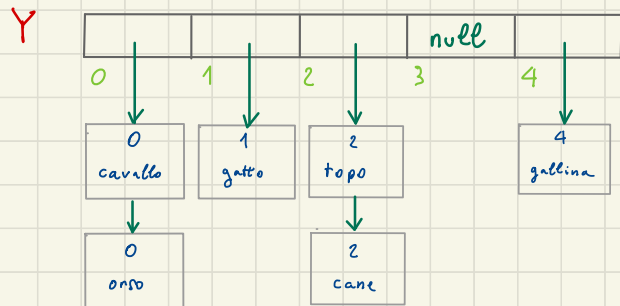 Y
null
0 1 2 3 4
0 1 2 4
cavallo gatto topo gallina
0 2
orso cane